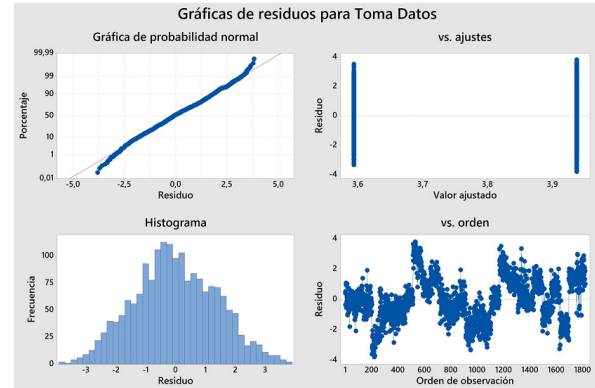 Gráficas de residuos para Toma Datos
Gráfica de probabilidad normal
Porcentaje
99,99
99
90
50
10
1
0,01
-5,0 -2,5 0,0 2,5 5,0
Residuo
vs. ajustes
Residuo
4
2
0
-2
-4
3,6 3,7 3,8 3,9
Valor ajustado
Histograma
Frecuencia
100
75
50
25
0
-3 -2 -1 0 1 2 3
Residuo
vs. orden
Residuo
4
2
0
-2
-4
1 200 400 600 800 1000 1200 1400 1600 1800
Orden de observación